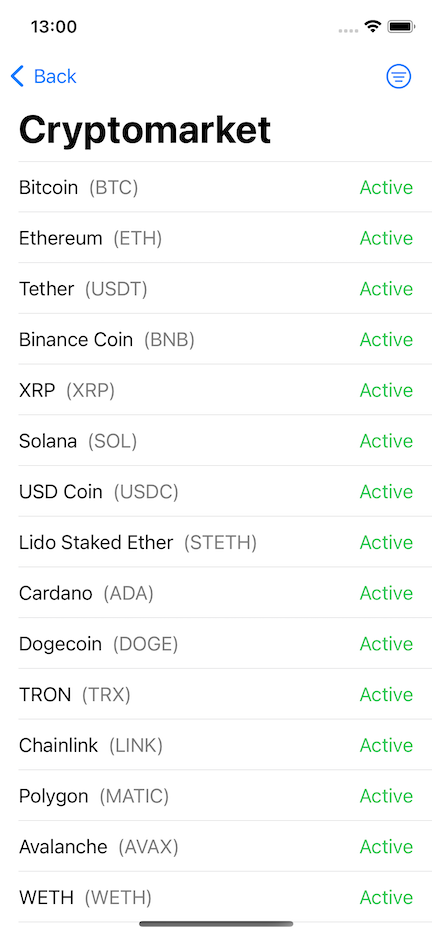 13:00
Back
Cryptomarket
Bitcoin (BTC) Active
Ethereum (ETH) Active
Tether (USDT) Active
Binance Coin (BNB) Active
XRP (XRP) Active
Solana (SOL) Active
USD Coin (USDC) Active
Lido Staked Ether (STETH) Active
Cardano (ADA) Active
Dogecoin (DOGE) Active
TRON (TRX) Active
Chainlink (LINK) Active
Polygon (MATIC) Active
Avalanche (AVAX) Active
WETH (WETH) Active